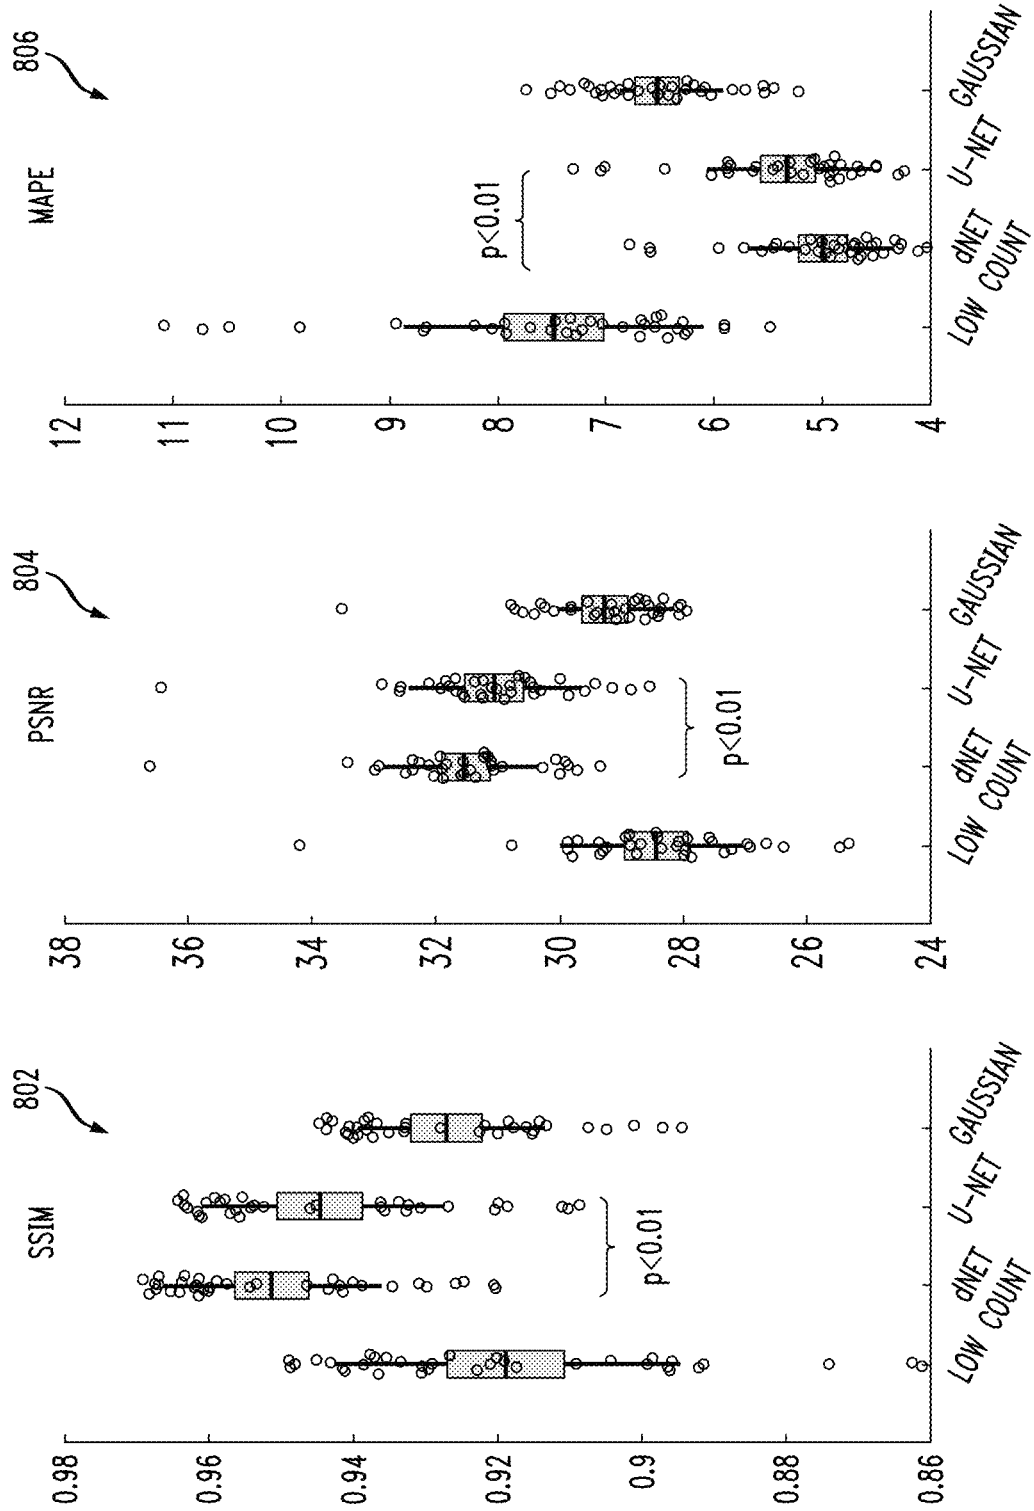 802
SSIM
0.98
0.96
0.94
0.92
0.9
0.88
0.86
p<0.01
LOW COUNT
dNET
U-NET
GAUSSIAN
804
PSNR
38
36
34
32
30
28
26
24
p<0.01
LOW COUNT
dNET
U-NET
GAUSSIAN
806
MAPE
12
11
10
9
8
7
6
5
4
p<0.01
LOW COUNT
dNET
U-NET
GAUSSIAN